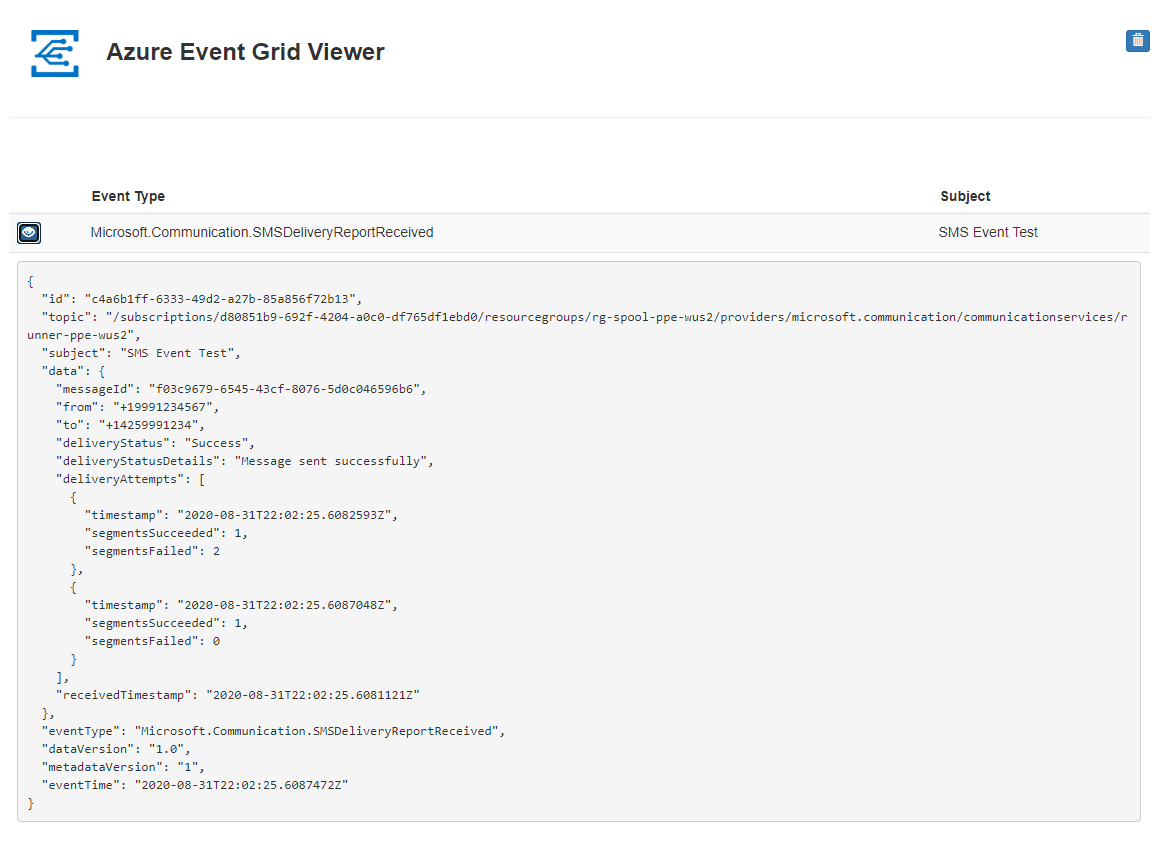 Azure Event Grid Viewer
Event Type Subject
Microsoft.Communication.SMSDeliveryReportReceived SMS Event Test
{
  "id": "c4a6b1ff-6333-49d2-a27b-85a856f72b13",
  "topic": "/subscriptions/d80851b9-692f-4204-a0c0-df765df1ebd0/resourcegroups/rg-spool-ppe-wus2/providers/microsoft.communication/communicationservices/r
unner-ppe-wus2",
  "subject": "SMS Event Test",
  "data": {
    "messageId": "f03c9679-6545-43cf-8076-5d0c046596b6",
    "from": "+19991234567",
    "to": "+14259991234",
    "deliveryStatus": "Success",
    "deliveryStatusDetails": "Message sent successfully",
    "deliveryAttempts": [
      {
        "timestamp": "2020-08-31T22:02:25.6082593Z",
        "segmentsSucceeded": 1,
        "segmentsFailed": 2
      },
      {
        "timestamp": "2020-08-31T22:02:25.6087048Z",
        "segmentsSucceeded": 1,
        "segmentsFailed": 0
      }
    ],
    "receivedTimestamp": "2020-08-31T22:02:25.6081121Z"
  },
  "eventType": "Microsoft.Communication.SMSDeliveryReportReceived",
  "dataVersion": "1.0",
  "metadataVersion": "1",
  "eventTime": "2020-08-31T22:02:25.6087472Z"
}